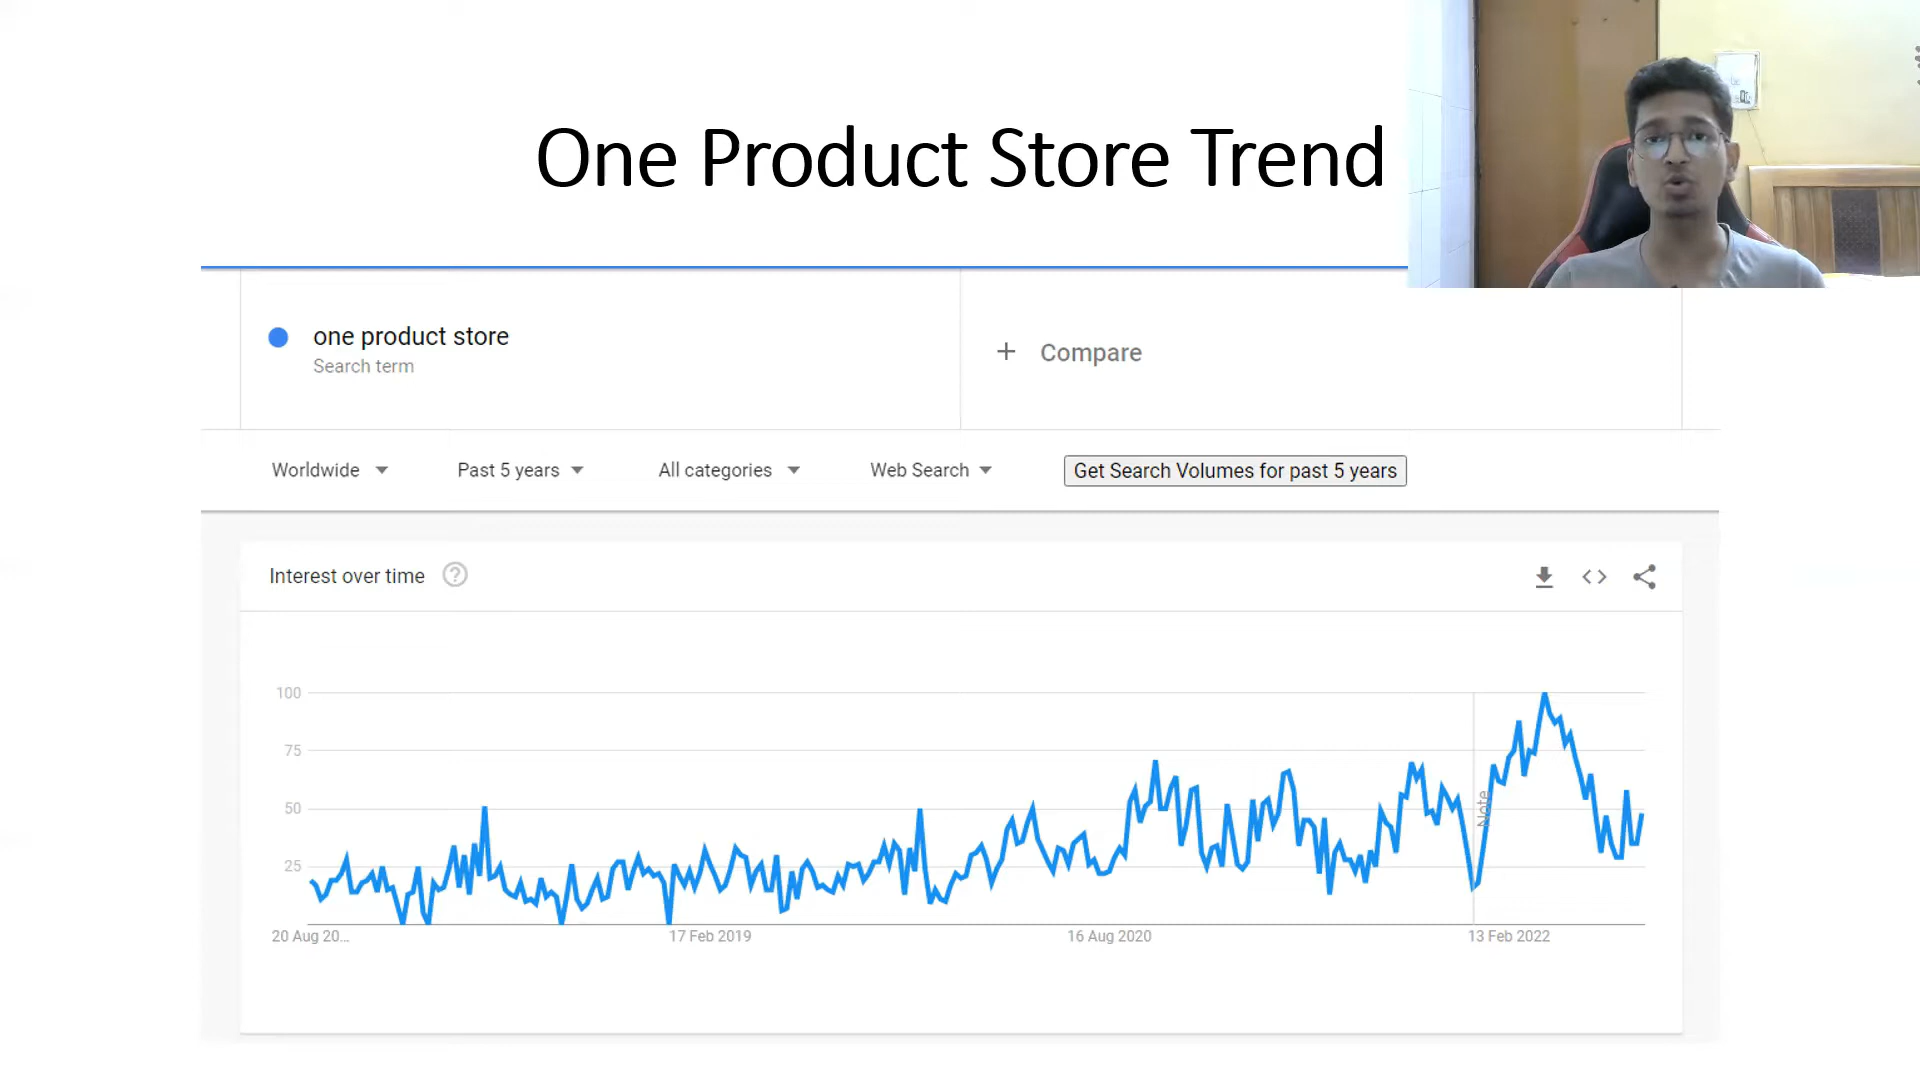 One Product Store Trend
one product store
Search term
+ Compare
Worldwide
Past 5 years
All categories
Web Search
Get Search Volumes for past 5 years
Interest over time
?
100
75
50
25
Note
20 Aug 20...
17 Feb 2019
16 Aug 2020
13 Feb 2022